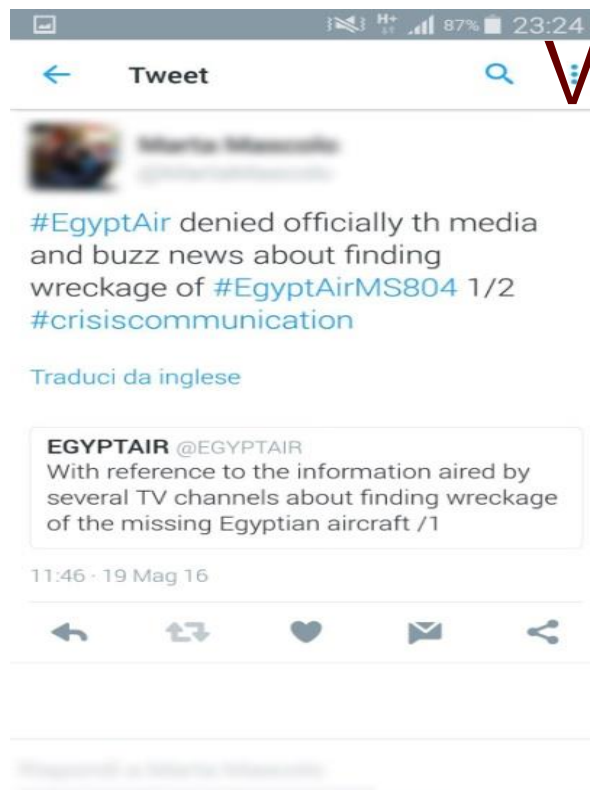 87% 23:24
Tweet
V
#EgyptAir denied officially th media
and buzz news about finding
wreckage of #EgyptAirMS804 1/2
#crisiscommunication
Traduci da inglese
EGYPTAIR @EGYPTAIR
With reference to the information aired by
several TV channels about finding wreckage
of the missing Egyptian aircraft /1
11:46 · 19 Mag 16